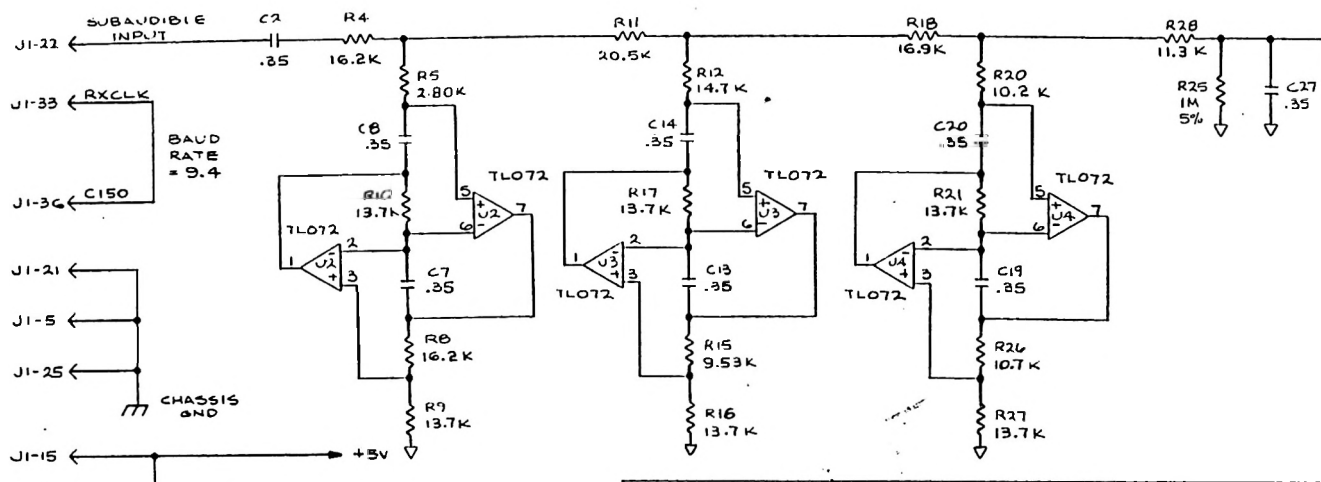 SUBAUDIBLE
INPUT
J1-22
C2
.35
R4
16.2K
R11
20.5K
R18
16.9K
R28
11.3K
R25
1M
5%
C27
.35
J1-33
RXCLK
BAUD
RATE
= 9.4
J1-36
C150
J1-21
J1-5
J1-25
CHASSIS
GND
J1-15
+5V
R5
2.80K
C8
.35
R10
13.7K
TL072
5
+
U2
-
6
7
TL072
2
-
U2
+
3
1
C7
.35
R8
16.2K
R9
13.7K
R12
14.7K
C14
.35
R17
13.7K
TL072
5
+
U3
-
6
7
2
-
U3
+
3
1
TL072
C13
.35
R15
9.53K
R16
13.7K
R20
10.2 K
C20
.35
R21
13.7K
TL072
5
+
U4
-
6
7
2
-
U4
+
3
1
TL072
C19
.35
R26
10.7K
R27
13.7K